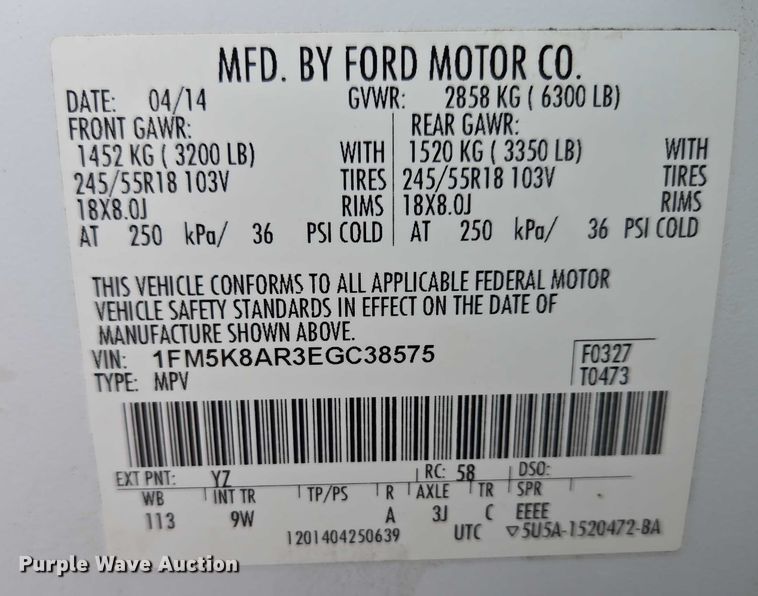 MFD. BY FORD MOTOR CO.
DATE: 04/14 GVWR: 2858 KG ( 6300 LB)
FRONT GAWR: REAR GAWR:
1452 KG ( 3200 LB) WITH 1520 KG ( 3350 LB) WITH
245/55R18 103V TIRES 245/55R18 103V TIRES
18X8.0J RIMS 18X8.0J RIMS
AT 250 kPa/ 36 PSI COLD AT 250 kPa/ 36 PSI COLD
THIS VEHICLE CONFORMS TO ALL APPLICABLE FEDERAL MOTOR
VEHICLE SAFETY STANDARDS IN EFFECT ON THE DATE OF
MANUFACTURE SHOWN ABOVE.
VIN: 1FM5K8AR3EGC38575 F0327
TYPE: MPV T0473
EXT PNT: YZ RC: 58 DSO:
WB INT TR TP/PS R AXLE TR SPR
113 9W A 3J C EEEE
1201404250639 UTC ▽5U5A-1520472-BA
Purple Wave Auction